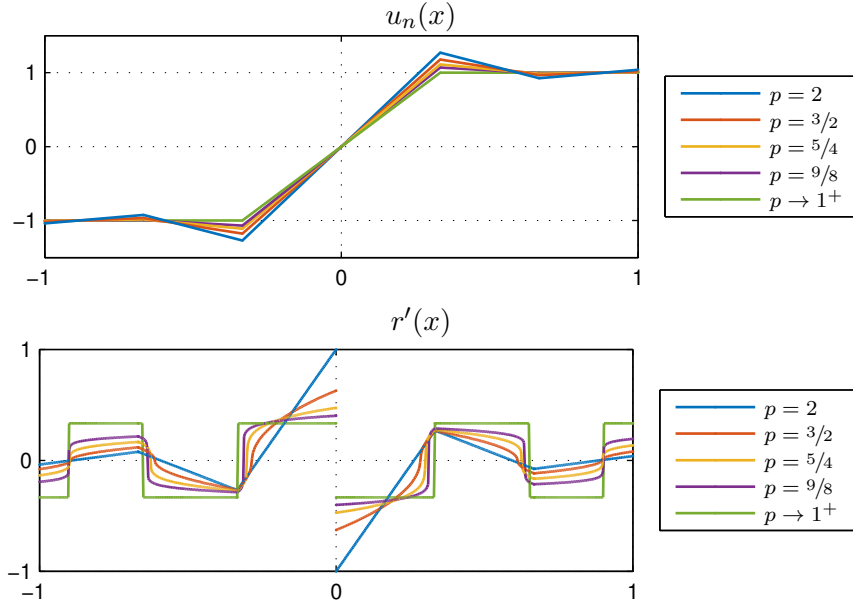 u_n(x)
1
0
−1
−1
0
1
p = 2
p = 3/2
p = 5/4
p = 9/8
p → 1⁺
r′(x)
1
0
−1
−1
0
1
p = 2
p = 3/2
p = 5/4
p = 9/8
p → 1⁺